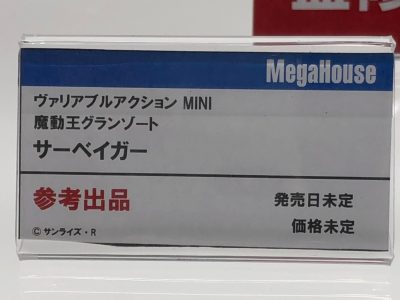 MegaHouse
ヴァリアブルアクション MINI
魔動王グランゾート
サーベイガー
参考出品
発売日未定
価格未定
©サンライズ・R